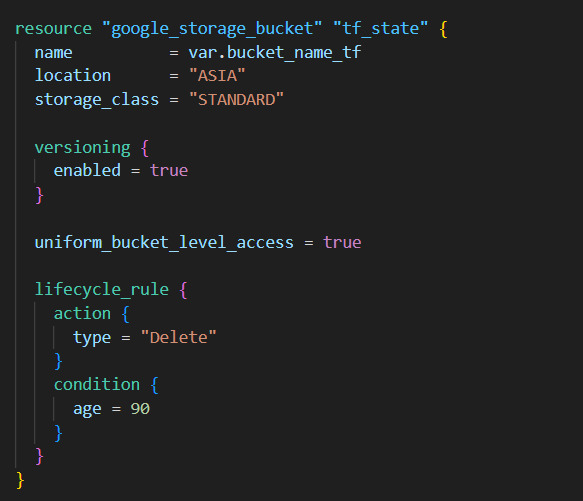 resource "google_storage_bucket" "tf_state" {
  name          = var.bucket_name_tf
  location      = "ASIA"
  storage_class = "STANDARD"

  versioning {
    enabled = true
  }

  uniform_bucket_level_access = true

  lifecycle_rule {
    action {
      type = "Delete"
    }
    condition {
      age = 90
    }
  }
}